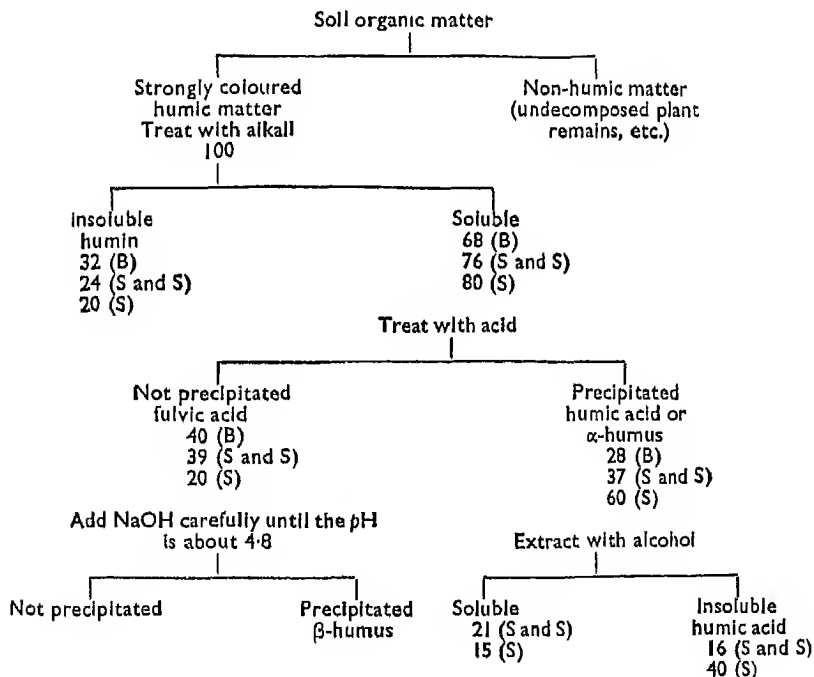 Soil organic matter
Strongly coloured
humic matter
Treat with alkali
100
Non-humic matter
(undecomposed plant
remains, etc.)
Insoluble
humin
32 (B)
24 (S and S)
20 (S)
Soluble
68 (B)
76 (S and S)
80 (S)
Treat with acid
Not precipitated
fulvic acid
40 (B)
39 (S and S)
20 (S)
Precipitated
humic acid or
α-humus
28 (B)
37 (S and S)
60 (S)
Add NaOH carefully until the pH
is about 4·8
Not precipitated
Precipitated
β-humus
Extract with alcohol
Soluble
21 (S and S)
15 (S)
Insoluble
humic acid
16 (S and S)
40 (S)